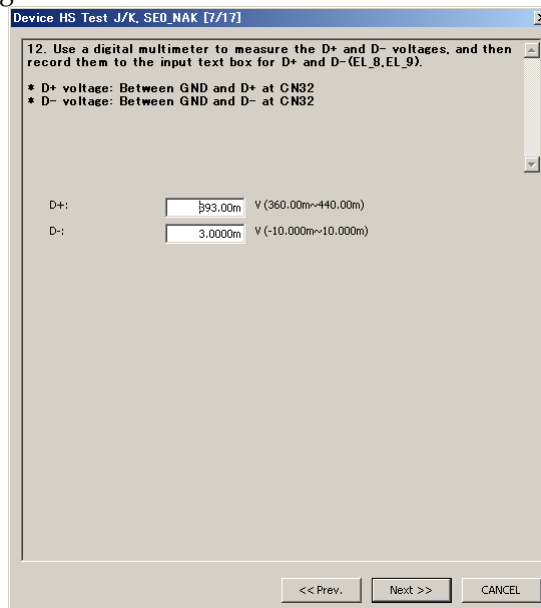 Device HS Test J/K, SE0_NAK [7/17]
12. Use a digital multimeter to measure the D+ and D- voltages, and then
record them to the input text box for D+ and D-(EL_8,EL_9).
* D+ voltage: Between GND and D+ at CN32
* D- voltage: Between GND and D- at CN32
D+: 393.00m V (360.00m~440.00m)
D-: 3.0000m V (-10.000m~10.000m)
<< Prev. Next >> CANCEL